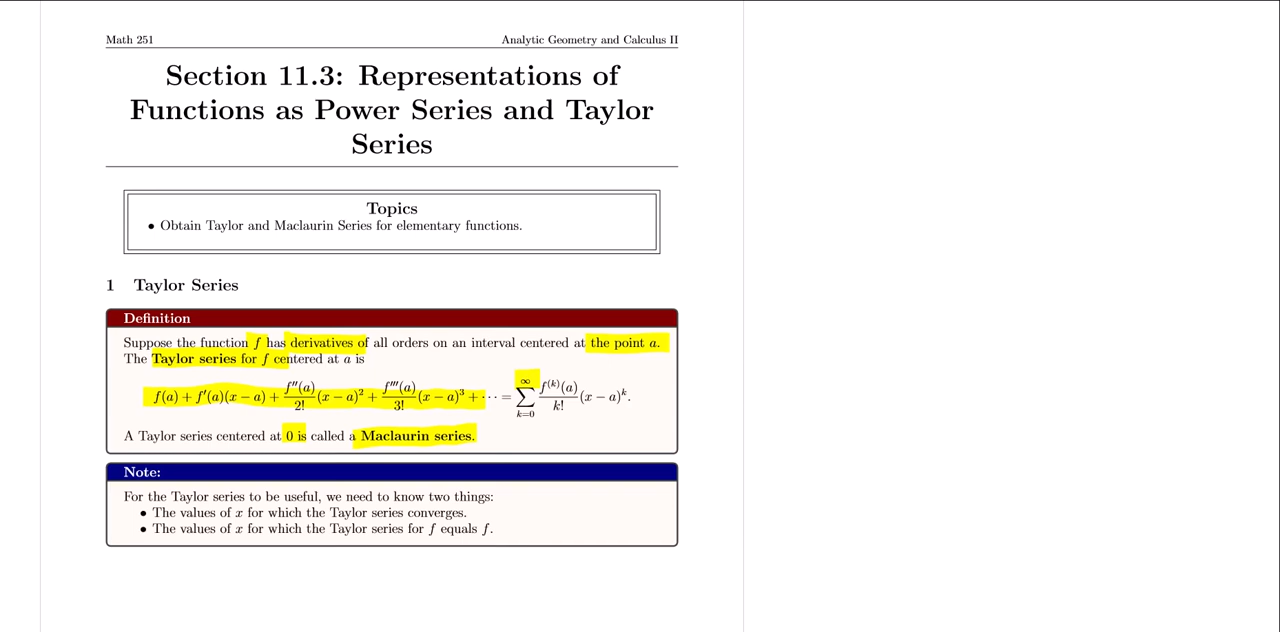 Math 251
Analytic Geometry and Calculus II
Section 11.3: Representations of
Functions as Power Series and Taylor
Series
Topics
• Obtain Taylor and Maclaurin Series for elementary functions.
1 Taylor Series
Definition
Suppose the function f has derivatives of all orders on an interval centered at the point a.
The Taylor series for f centered at a is
f(a) + f′(a)(x − a) + f″(a)/2! (x − a)² + f‴(a)/3! (x − a)³ + ⋯ = ∑_{k=0}^{∞} f^{(k)}(a)/k! (x − a)^k.
A Taylor series centered at 0 is called a Maclaurin series.
Note:
For the Taylor series to be useful, we need to know two things:
• The values of x for which the Taylor series converges.
• The values of x for which the Taylor series for f equals f.